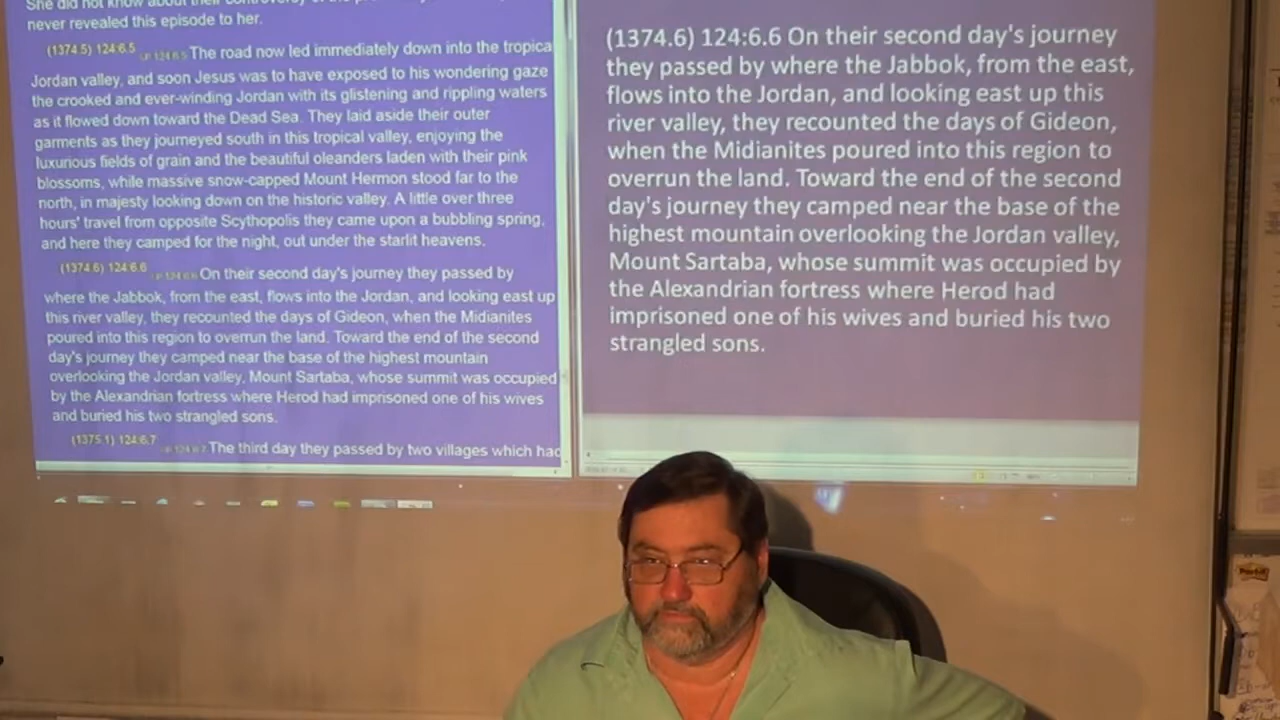 She did not know about their controversy
never revealed this episode to her.
(1374.5) 124:6.5 The road now led immediately down into the tropica
Jordan valley, and soon Jesus was to have exposed to his wondering gaze
the crooked and ever-winding Jordan with its glistening and rippling waters
as it flowed down toward the Dead Sea. They laid aside their outer
garments as they journeyed south in this tropical valley, enjoying the
luxurious fields of grain and the beautiful oleanders laden with their pink
blossoms, while massive snow-capped Mount Hermon stood far to the
north, in majesty looking down on the historic valley. A little over three
hours' travel from opposite Scythopolis they came upon a bubbling spring,
and here they camped for the night, out under the starlit heavens.
(1374.6) 124:6.6 On their second day's journey they passed by
where the Jabbok, from the east, flows into the Jordan, and looking east up
this river valley, they recounted the days of Gideon, when the Midianites
poured into this region to overrun the land. Toward the end of the second
day's journey they camped near the base of the highest mountain
overlooking the Jordan valley, Mount Sartaba, whose summit was occupied
by the Alexandrian fortress where Herod had imprisoned one of his wives
and buried his two strangled sons.
(1375.1) 124:6.7 The third day they passed by two villages which had
(1374.6) 124:6.6 On their second day's journey
they passed by where the Jabbok, from the east,
flows into the Jordan, and looking east up this
river valley, they recounted the days of Gideon,
when the Midianites poured into this region to
overrun the land. Toward the end of the second
day's journey they camped near the base of the
highest mountain overlooking the Jordan valley,
Mount Sartaba, whose summit was occupied by
the Alexandrian fortress where Herod had
imprisoned one of his wives and buried his two
strangled sons.
Post-it